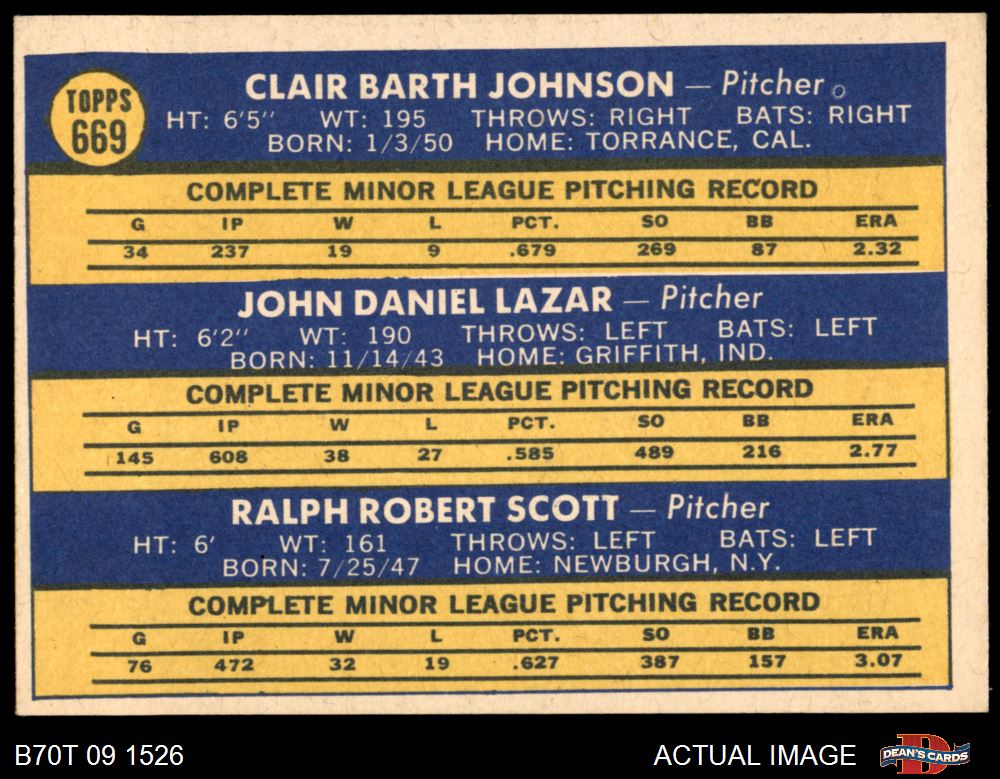 TOPPS
669
CLAIR BARTH JOHNSON — Pitcher
HT: 6'5" WT: 195 THROWS: RIGHT BATS: RIGHT
BORN: 1/3/50 HOME: TORRANCE, CAL.
COMPLETE MINOR LEAGUE PITCHING RECORD
G IP W L PCT. SO BB ERA
34 237 19 9 .679 269 87 2.32
JOHN DANIEL LAZAR — Pitcher
HT: 6'2" WT: 190 THROWS: LEFT BATS: LEFT
BORN: 11/14/43 HOME: GRIFFITH, IND.
COMPLETE MINOR LEAGUE PITCHING RECORD
G IP W L PCT. SO BB ERA
145 608 38 27 .585 489 216 2.77
RALPH ROBERT SCOTT — Pitcher
HT: 6' WT: 161 THROWS: LEFT BATS: LEFT
BORN: 7/25/47 HOME: NEWBURGH, N.Y.
COMPLETE MINOR LEAGUE PITCHING RECORD
G IP W L PCT. SO BB ERA
76 472 32 19 .627 387 157 3.07
B70T 09 1526 ACTUAL IMAGE DEAN'S CARDS